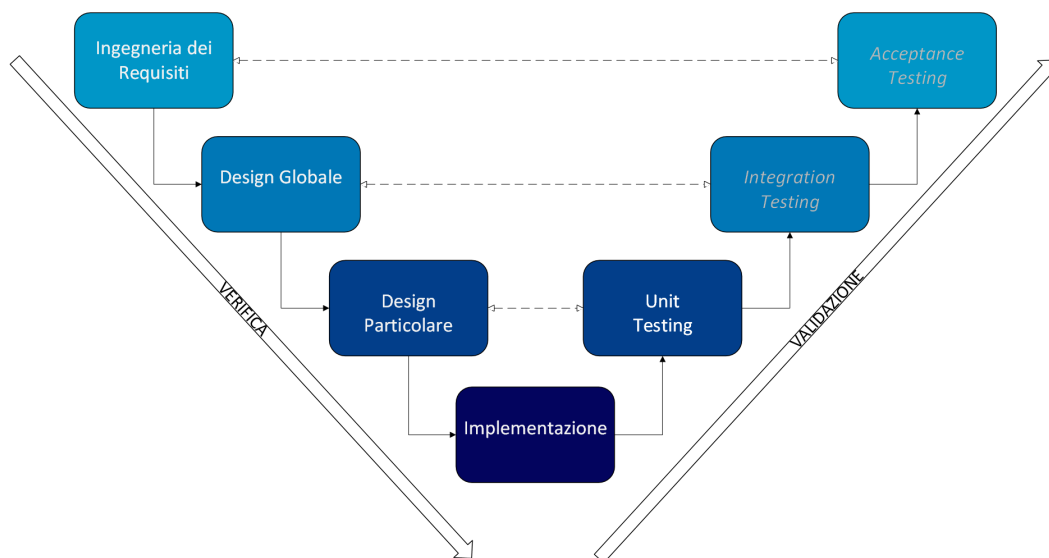 Ingegneria dei
Requisiti
Acceptance
Testing
Design Globale
Integration
Testing
Design
Particolare
Unit
Testing
VERIFICA
VALIDAZIONE
Implementazione